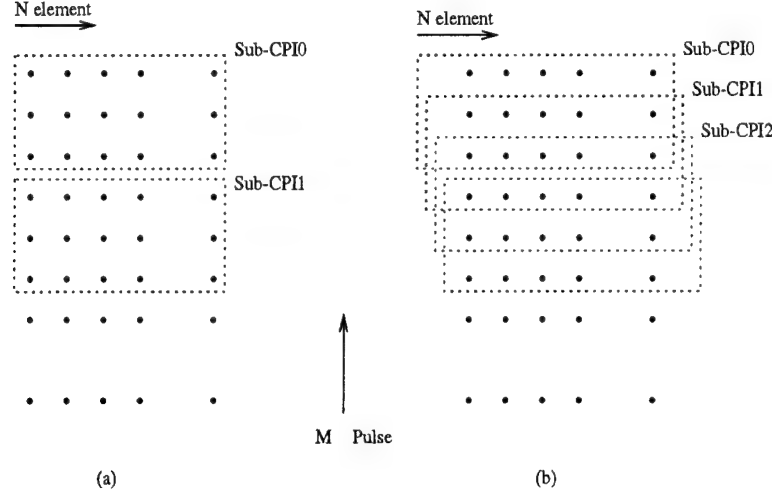 N element
Sub-CPI0
Sub-CPI1
N element
Sub-CPI0
Sub-CPI1
Sub-CPI2
M Pulse
(a)
(b)